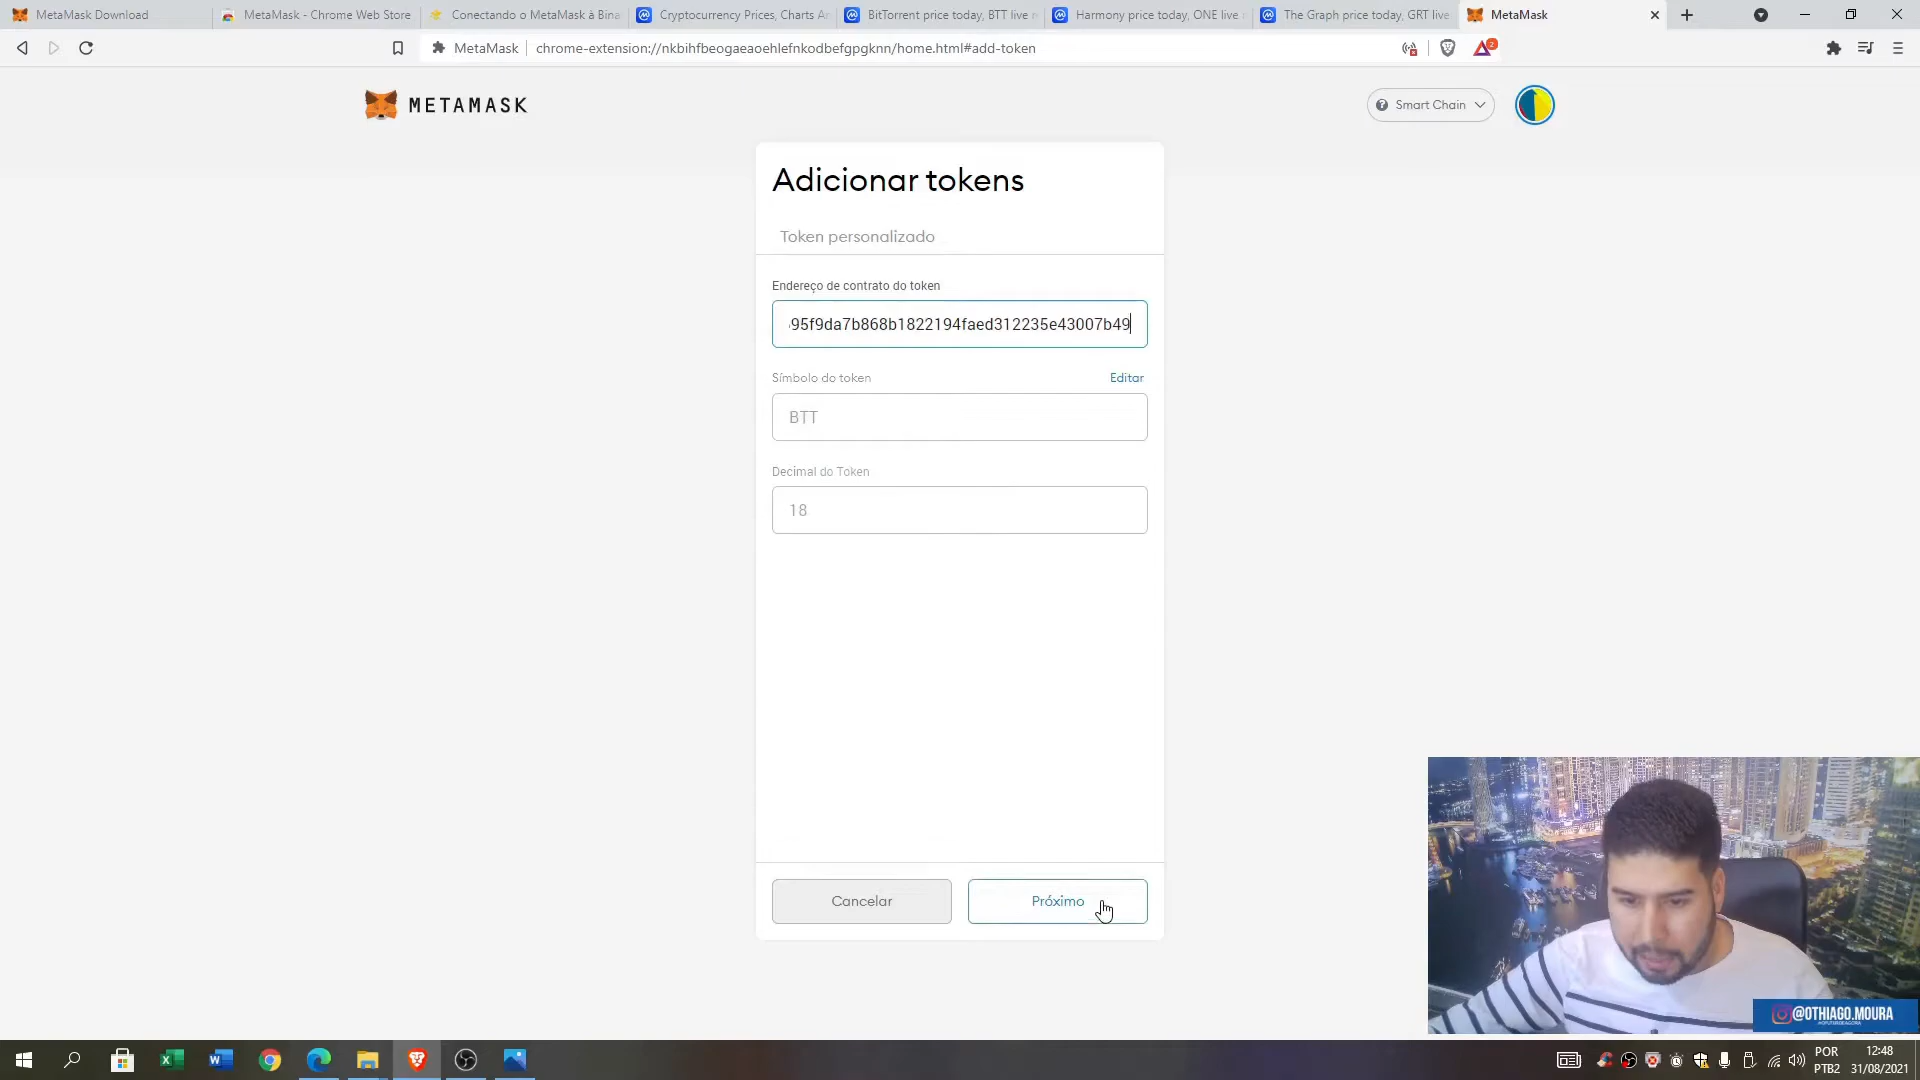 MetaMask Download
MetaMask - Chrome Web Store
Conectando o MetaMask à Bina
Cryptocurrency Prices, Charts A
BitTorrent price today, BTT live
Harmony price today, ONE live
The Graph price today, GRT live
MetaMask
MetaMask
chrome-extension://nkbihfbeogaeaoehlefnkodbefgpgknn/home.html#add-token
2
METAMASK
Smart Chain
Adicionar tokens
Token personalizado
Endereço de contrato do token
95f9da7b868b1822194faed312235e43007b49
Símbolo do token
Editar
BTT
Decimal do Token
18
Cancelar
Próximo
@OTHIAGO.MOURA
POR
PTB2
12:48
31/08/2021